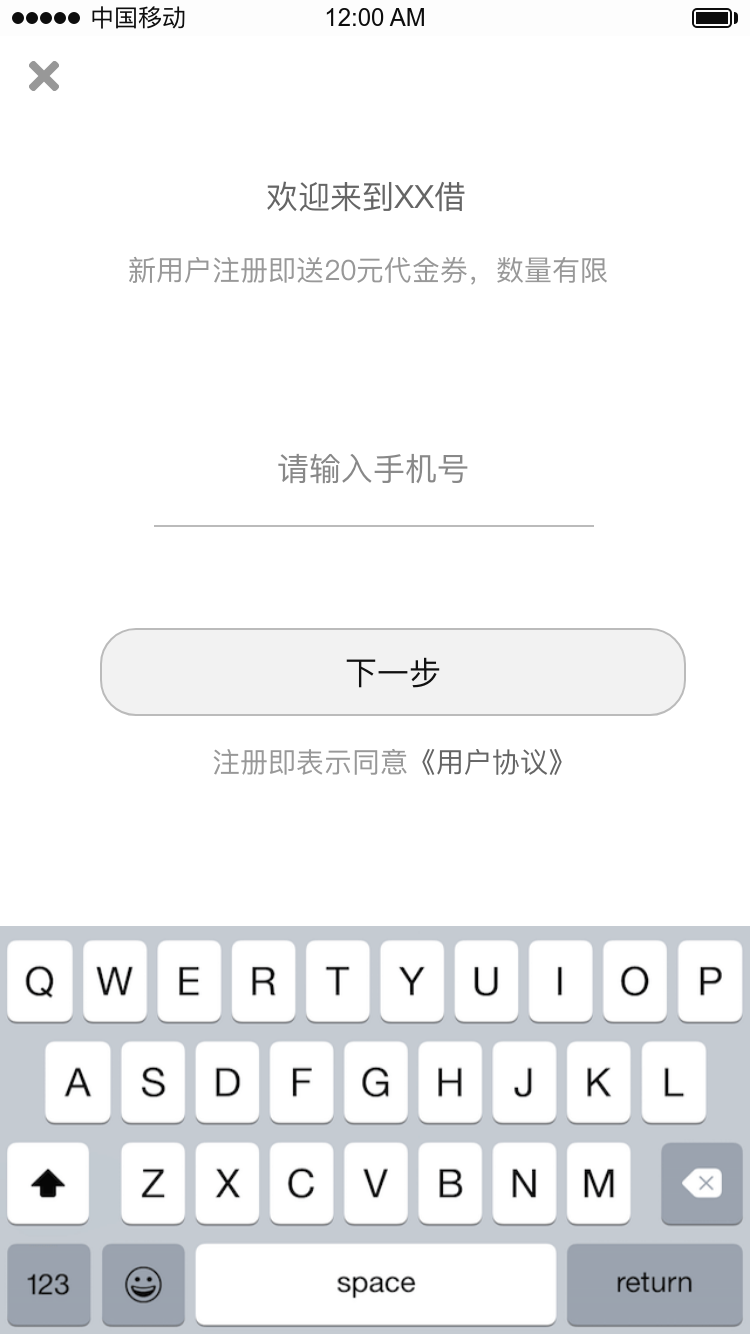 中国移动 12:00 AM
欢迎来到XX借
新用户注册即送20元代金券，数量有限
请输入手机号
下一步
注册即表示同意《用户协议》
Q W E R T Y U I O P
A S D F G H J K L
Z X C V B N M
123 space return